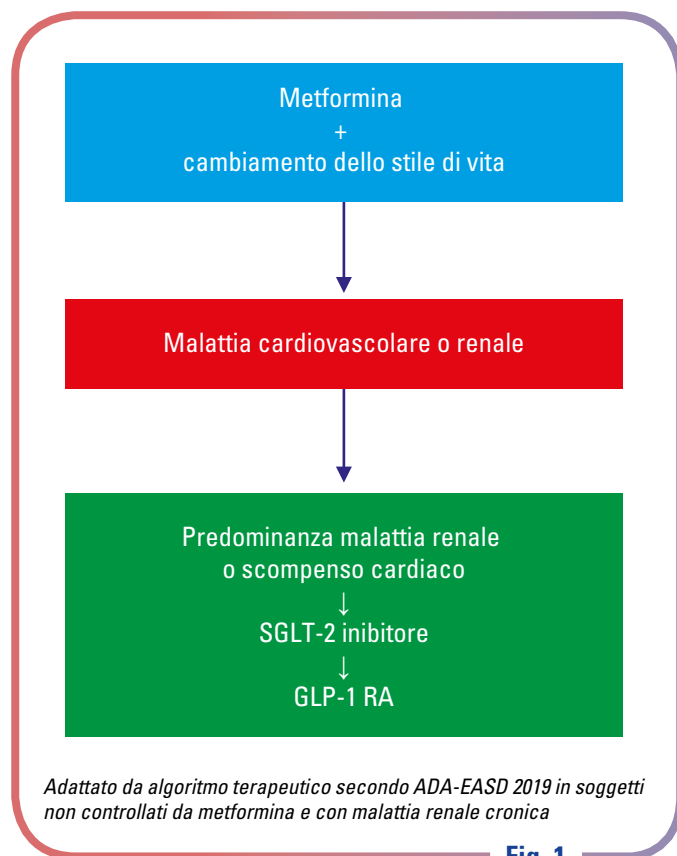 Metformina
+
cambiamento dello stile di vita
Malattia cardiovascolare o renale
Predominanza malattia renale
o scompenso cardiaco
↓
SGLT-2 inibitore
↓
GLP-1 RA
Adattato da algoritmo terapeutico secondo ADA-EASD 2019 in soggetti
non controllati da metformina e con malattia renale cronica
Fig. 1